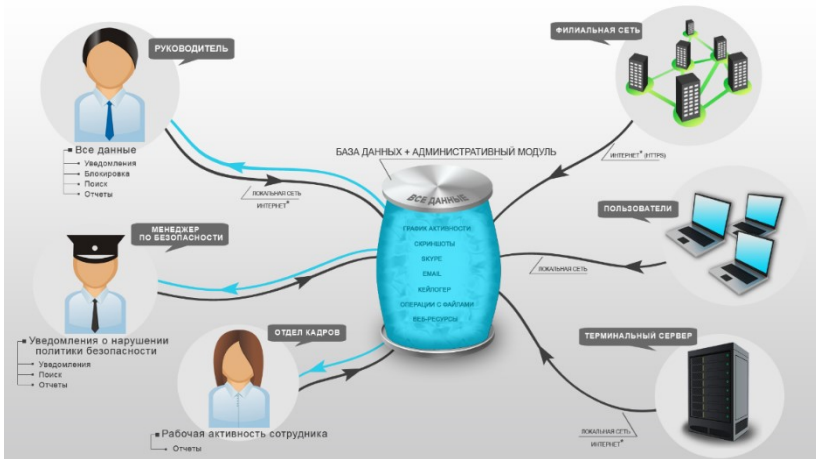 РУКОВОДИТЕЛЬ
Все данные
Уведомления
Блокировка
Поиск
Отчеты
ЛОКАЛЬНАЯ СЕТЬ
ИНТЕРНЕТ*
МЕНЕДЖЕР
ПО БЕЗОПАСНОСТИ
Уведомления о нарушении
политики безопасности
Уведомления
Поиск
Отчеты
ОТДЕЛ КАДРОВ
Рабочая активность сотрудника
Отчеты
БАЗА ДАННЫХ + АДМИНИСТРАТИВНЫЙ МОДУЛЬ
ВСЕ ДАННЫЕ
ГРАФИК АКТИВНОСТИ
СКРИНШОТЫ
SKYPE
EMAIL
КЕЙЛОГЕР
ОПЕРАЦИИ С ФАЙЛАМИ
ВЕБ-РЕСУРСЫ
ФИЛИАЛЬНАЯ СЕТЬ
ИНТЕРНЕТ* (HTTPS)
ПОЛЬЗОВАТЕЛИ
ЛОКАЛЬНАЯ СЕТЬ
ТЕРМИНАЛЬНЫЙ СЕРВЕР
ЛОКАЛЬНАЯ СЕТЬ
ИНТЕРНЕТ*